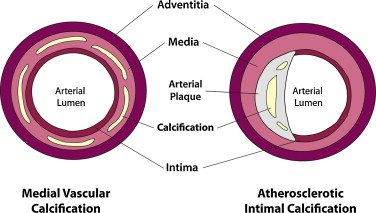 Adventitia
Media
Arterial
Lumen
Arterial
Plaque
Arterial
Lumen
Calcification
Intima
Medial Vascular
Calcification
Atherosclerotic
Intimal Calcification